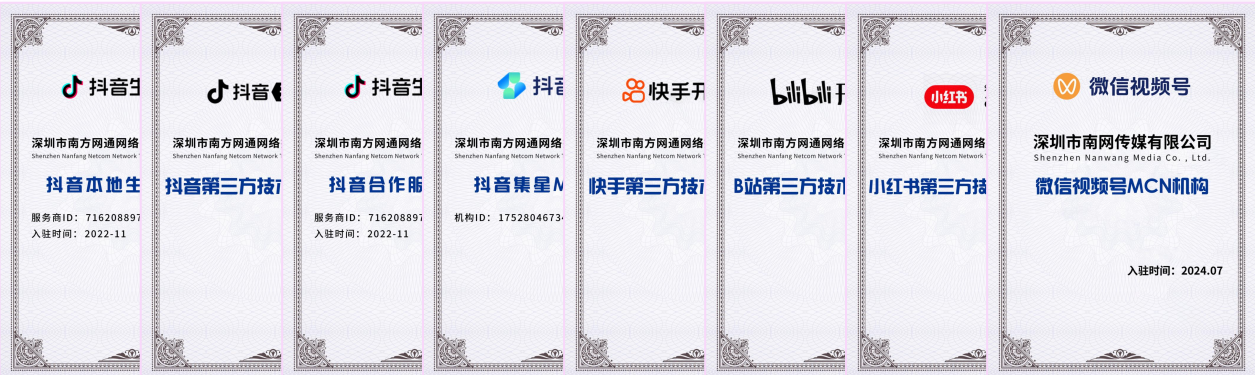 抖音
深圳市南方网通网络
Shenzhen Nanfang Netcom Network
抖音本地生
服务商ID: 716208897
入驻时间: 2022-11
抖音
深圳市南方网通网络
Shenzhen Nanfang Netcom Network
抖音第三方技
抖音生
深圳市南方网通网络
Shenzhen Nanfang Netcom Network
抖音合作服
服务商ID: 716208897
入驻时间: 2022-11
抖音
深圳市南方网通网络
Shenzhen Nanfang Netcom Network
抖音集星M
机构ID: 1752804673
快手开
深圳市南方网通网络
Shenzhen Nanfang Netcom Network
快手第三方技
bilibili开
深圳市南方网通网络
Shenzhen Nanfang Netcom Network
B站第三方技
小红书
深圳市南方网通网络
Shenzhen Nanfang Netcom Network
小红书第三方技
微信视频号
深圳市南网传媒有限公司
Shenzhen Nanwang Media Co. , Ltd.
微信视频号MCN机构
入驻时间: 2024.07